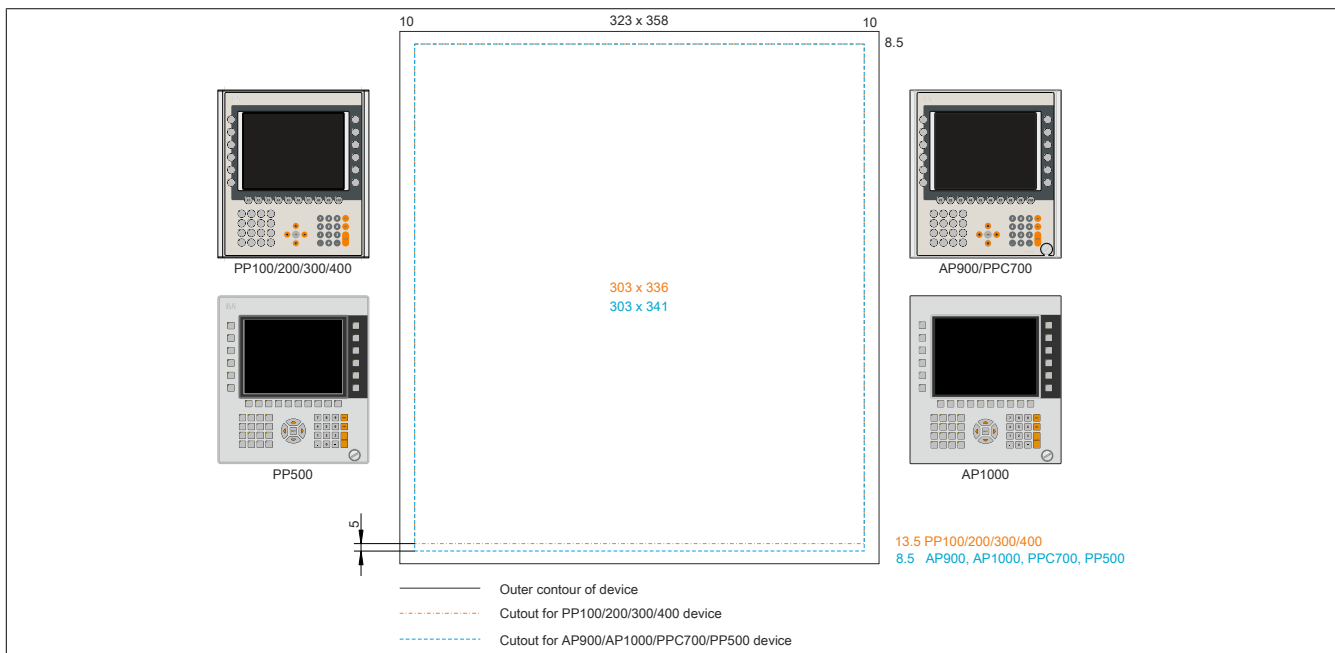 10 323 x 358 10
8.5
PP100/200/300/400
AP900/PPC700
303 x 336
303 x 341
PP500
AP1000
5
13.5 PP100/200/300/400
8.5 AP900, AP1000, PPC700, PP500
Outer contour of device
Cutout for PP100/200/300/400 device
Cutout for AP900/AP1000/PPC700/PP500 device